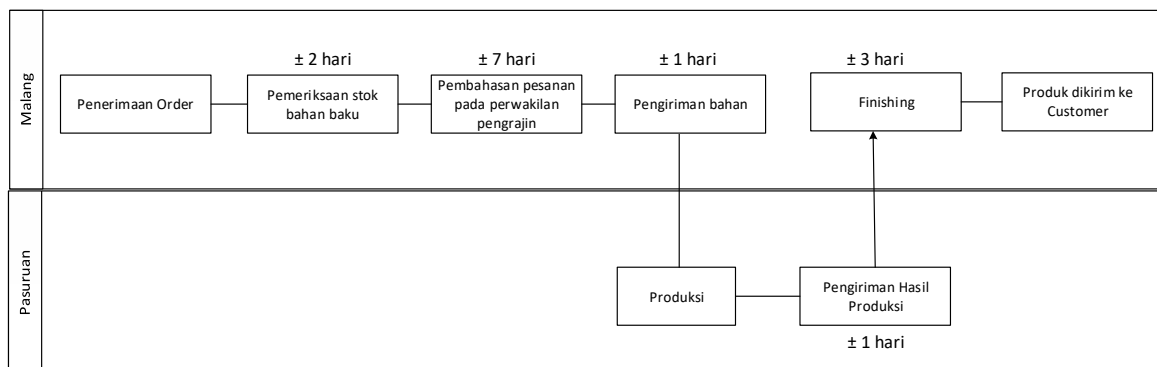 Malang
± 2 hari
± 7 hari
± 1 hari
± 3 hari
Penerimaan Order
Pemeriksaan stok
bahan baku
Pembahasan pesanan
pada perwakilan
pengrajin
Pengiriman bahan
Finishing
Produk dikirim ke
Customer
Pasuruan
Produksi
Pengiriman Hasil
Produksi
± 1 hari